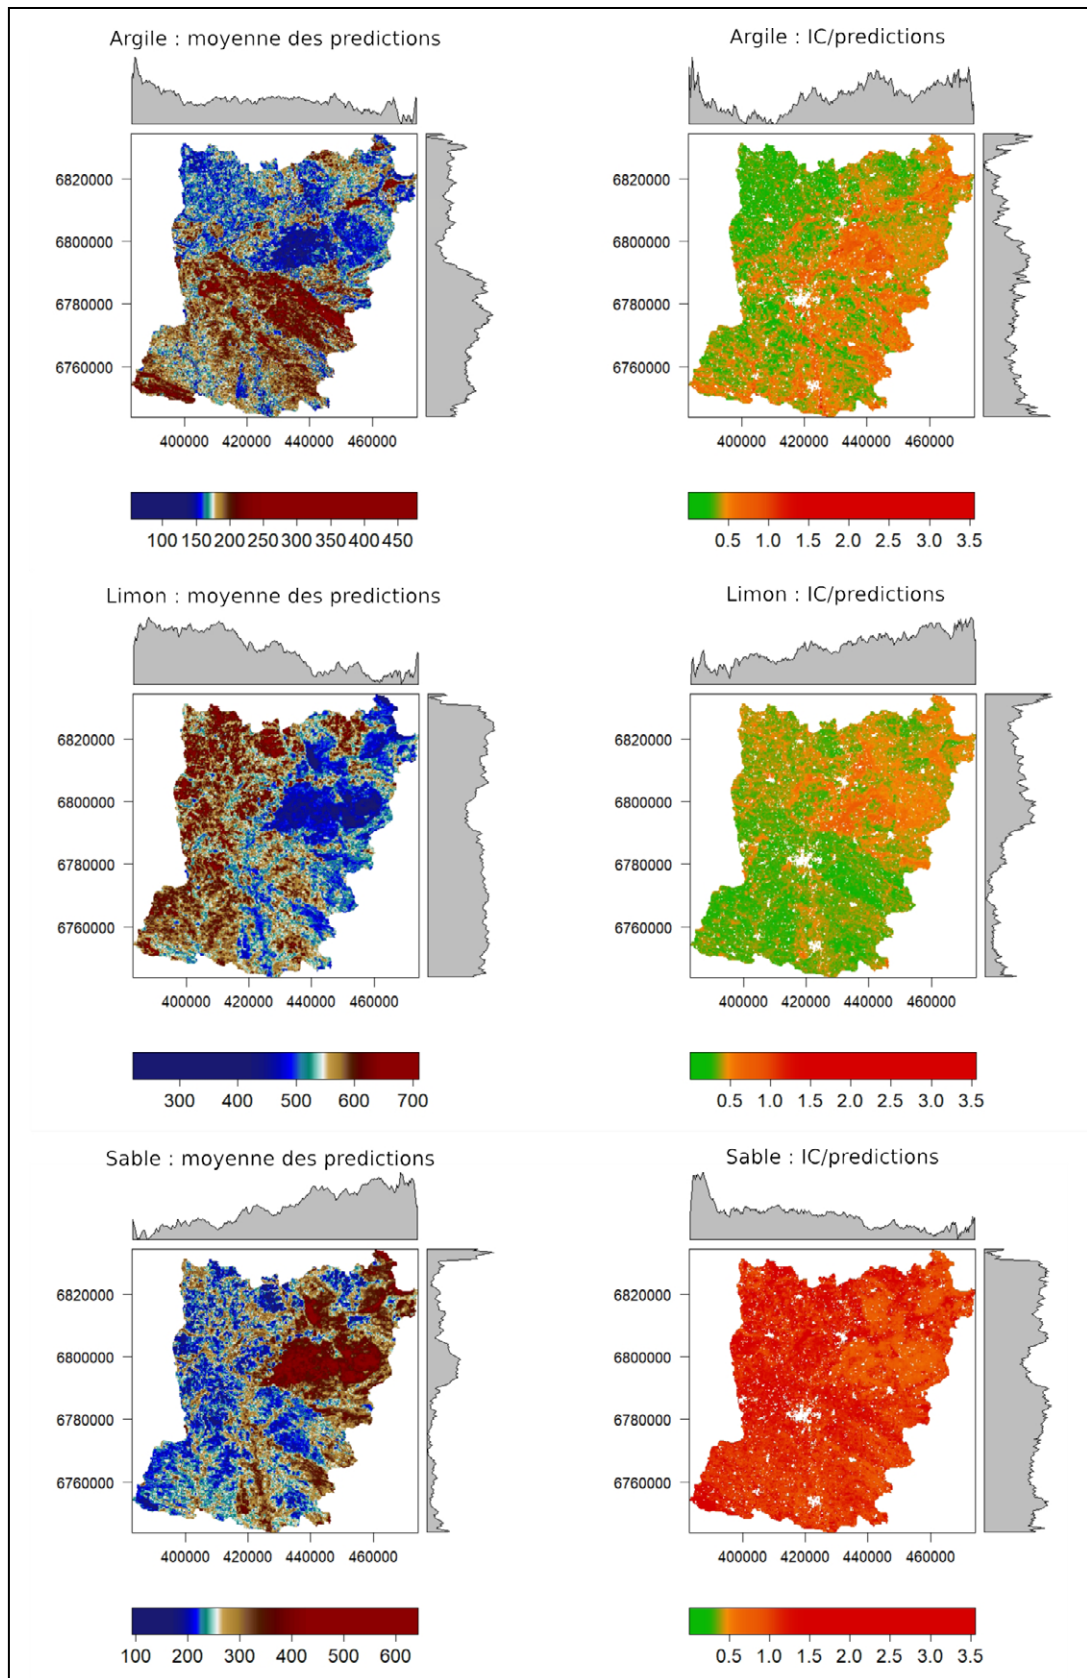 Argile : moyenne des predictions
6820000
6800000
6780000
6760000
400000 420000 440000 460000
100 150 200 250 300 350 400 450
Argile : IC/predictions
6820000
6800000
6780000
6760000
400000 420000 440000 460000
0.5 1.0 1.5 2.0 2.5 3.0 3.5
Limon : moyenne des predictions
6820000
6800000
6780000
6760000
400000 420000 440000 460000
300 400 500 600 700
Limon : IC/predictions
6820000
6800000
6780000
6760000
400000 420000 440000 460000
0.5 1.0 1.5 2.0 2.5 3.0 3.5
Sable : moyenne des predictions
6820000
6800000
6780000
6760000
400000 420000 440000 460000
100 200 300 400 500 600
Sable : IC/predictions
6820000
6800000
6780000
6760000
400000 420000 440000 460000
0.5 1.0 1.5 2.0 2.5 3.0 3.5